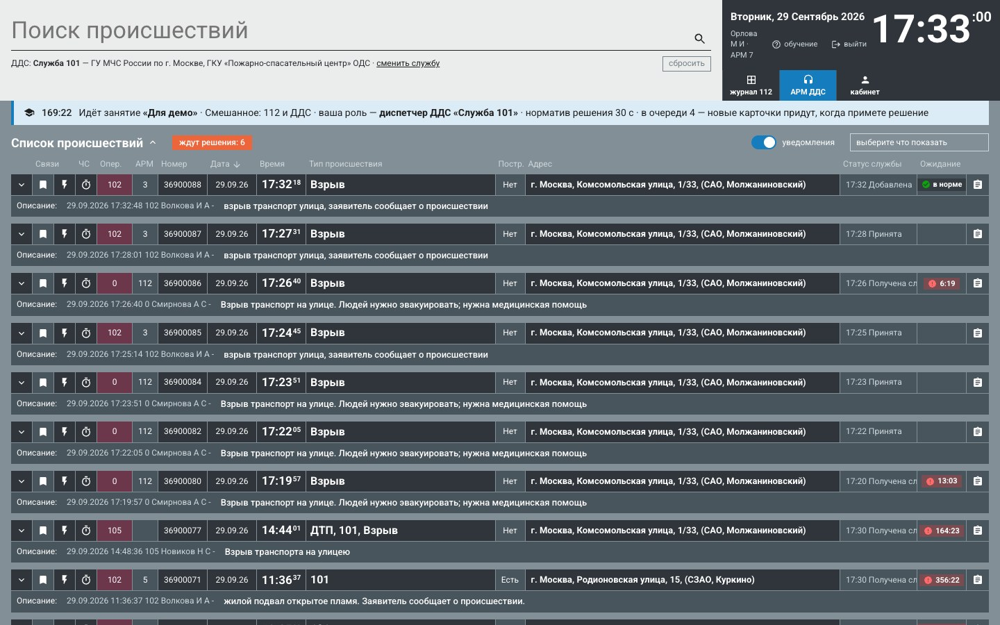 Поиск происшествий
ДДС: Служба 101 — ГУ МЧС России по г. Москве, ГКУ «Пожарно-спасательный центр» ОДС · сменить службу
сбросить
Вторник, 29 Сентябрь 2026
17:33:00
Орлова М И · АРМ 7
обучение
выйти
журнал 112
АРМ ДДС
кабинет
169:22 Идёт занятие «Для демо» · Смешанное: 112 и ДДС · ваша роль — диспетчер ДДС «Служба 101» · норматив решения 30 с · в очереди 4 — новые карточки придут, когда примете решение
Список происшествий ждут решения: 6 уведомления выберите что показать
Связи ЧС Опер. АРМ Номер Дата Время Тип происшествия Постр. Адрес Статус службы Ожидание
102 3 36900088 29.09.26 17:32 18 Взрыв Нет г. Москва, Комсомольская улица, 1/33, (САО, Молжаниновский) 17:32 Добавлена в норме
Описание: 29.09.2026 17:32:48 102 Волкова И А - взрыв транспорт улица, заявитель сообщает о происшествии
102 3 36900087 29.09.26 17:27 31 Взрыв Нет г. Москва, Комсомольская улица, 1/33, (САО, Молжаниновский) 17:28 Принята
Описание: 29.09.2026 17:28:01 102 Волкова И А - взрыв транспорт улица, заявитель сообщает о происшествии
0 112 36900086 29.09.26 17:26 40 Взрыв Нет г. Москва, Комсомольская улица, 1/33, (САО, Молжаниновский) 17:26 Получена сл 6:19
Описание: 29.09.2026 17:26:40 0 Смирнова А С - Взрыв транспорт на улице. Людей нужно эвакуировать; нужна медицинская помощь
102 3 36900085 29.09.26 17:24 45 Взрыв Нет г. Москва, Комсомольская улица, 1/33, (САО, Молжаниновский) 17:25 Принята
Описание: 29.09.2026 17:25:14 102 Волкова И А - взрыв транспорт улица, заявитель сообщает о происшествии
0 112 36900084 29.09.26 17:23 51 Взрыв Нет г. Москва, Комсомольская улица, 1/33, (САО, Молжаниновский) 17:23 Принята
Описание: 29.09.2026 17:23:51 0 Смирнова А С - Взрыв транспорт на улице. Людей нужно эвакуировать; нужна медицинская помощь
0 112 36900082 29.09.26 17:22 05 Взрыв Нет г. Москва, Комсомольская улица, 1/33, (САО, Молжаниновский) 17:22 Принята
Описание: 29.09.2026 17:22:05 0 Смирнова А С - Взрыв транспорт на улице. Людей нужно эвакуировать; нужна медицинская помощь
0 112 36900080 29.09.26 17:19 57 Взрыв Нет г. Москва, Комсомольская улица, 1/33, (САО, Молжаниновский) 17:20 Получена сл 13:03
Описание: 29.09.2026 17:19:57 0 Смирнова А С - Взрыв транспорт на улице. Людей нужно эвакуировать; нужна медицинская помощь
105 36900077 29.09.26 14:44 01 ДТП, 101, Взрыв Нет г. Москва, Комсомольская улица, 1/33, (САО, Молжаниновский) 17:30 Получена сл 164:23
Описание: 29.09.2026 14:48:36 105 Новиков Н С - Взрыв транспорта на улицею
102 5 36900071 29.09.26 11:36 37 101 Есть г. Москва, Родионовская улица, 15, (СЗАО, Куркино) 17:30 Получена сл 356:22
Описание: 29.09.2026 11:36:37 102 Волкова И А - жилой подвал открытое пламя. Заявитель сообщает о происшествии.